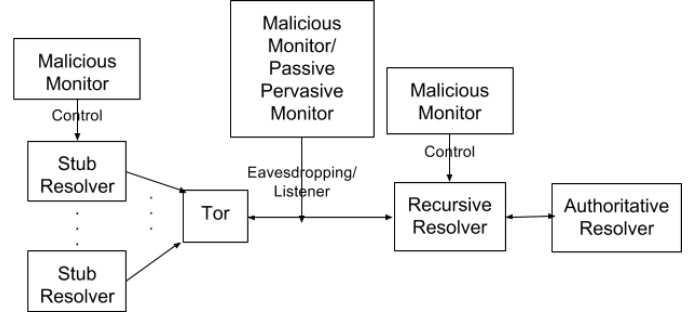 Malicious
Monitor
Control
Stub
Resolver
Stub
Resolver
Tor
Malicious
Monitor/
Passive
Pervasive
Monitor
Eavesdropping/
Listener
Malicious
Monitor
Control
Recursive
Resolver
Authoritative
Resolver